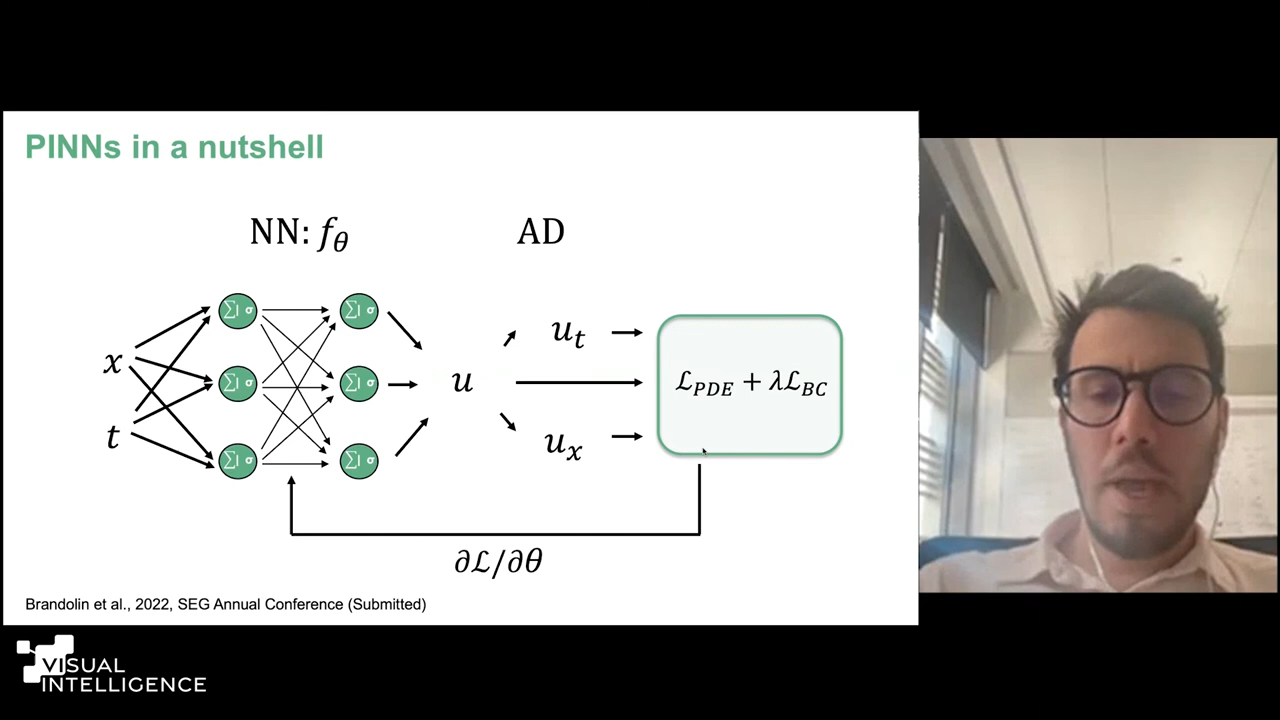 PINNs in a nutshell
NN: f_θ
AD
∑| σ
∑| σ
u_t
x
∑| σ
∑| σ
u
ℒ_PDE + λℒ_BC
t
∑| σ
∑| σ
u_x
∂ℒ/∂θ
Brandolin et al., 2022, SEG Annual Conference (Submitted)
VISUAL
INTELLIGENCE